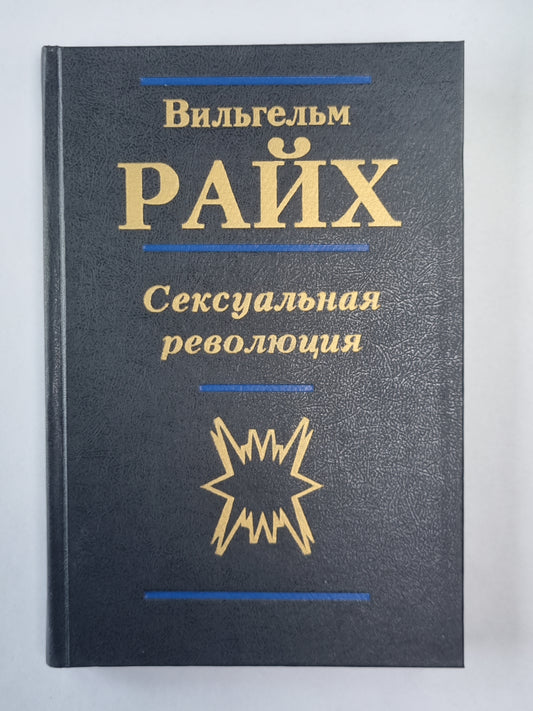 Вильгельм
РАЙХ
Сексуальная
революция